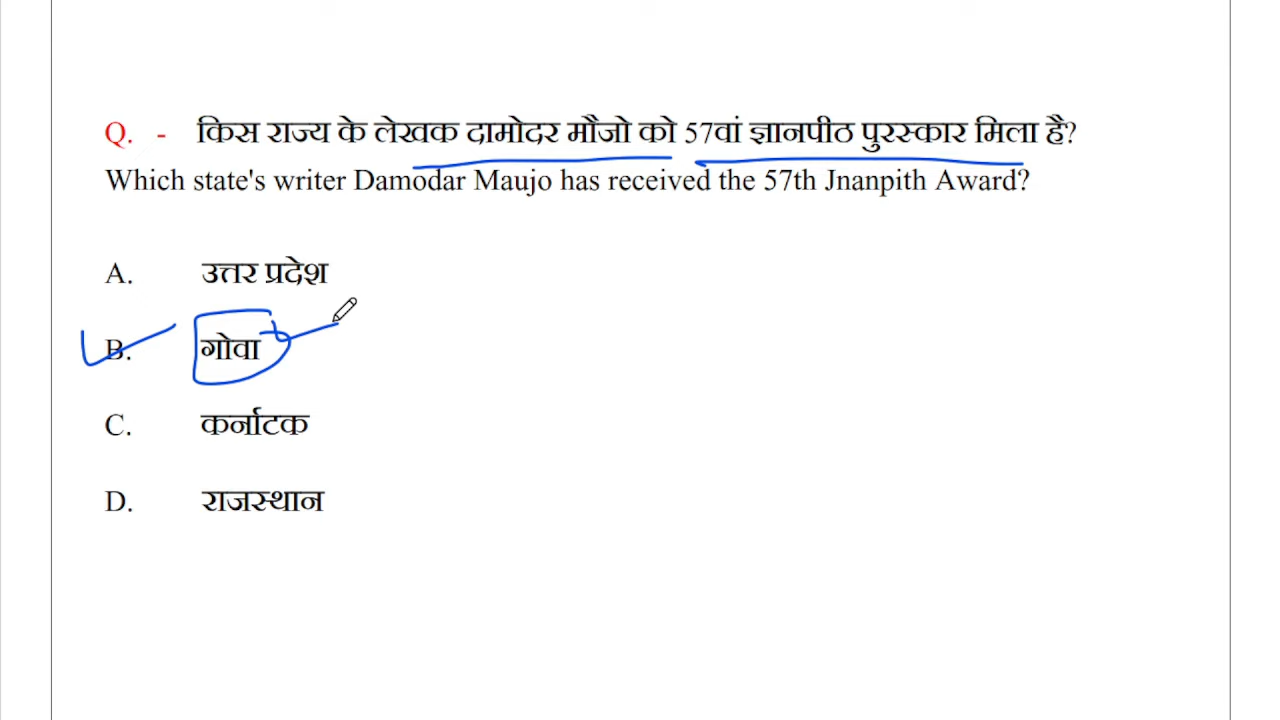 Q. - किस राज्य के लेखक दामोदर मौजो को 57वां ज्ञानपीठ पुरस्कार मिला है?
Which state's writer Damodar Maujo has received the 57th Jnanpith Award?
A. उत्तर प्रदेश
B. गोवा
C. कर्नाटक
D. राजस्थान